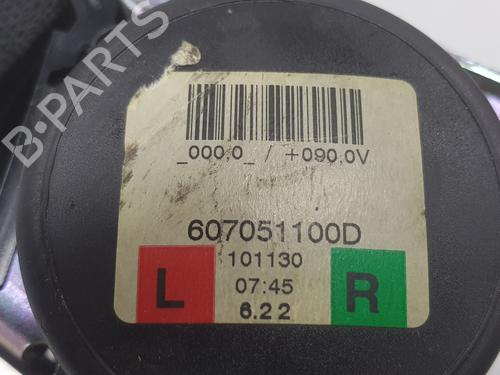 B-PARTS
_000,0_ / +090,0V
607051100D
101130
L
R
07:45
6.22